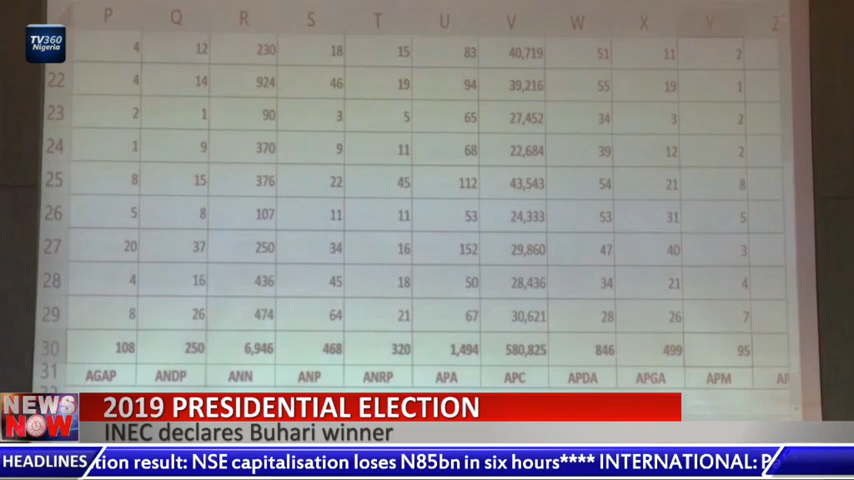 TV360
Nigeria
P Q R S T U V W X Y Z
4 12 230 18 15 83 40,719 51 11 2
22 4 14 924 46 19 94 39,216 55 19 1
23 2 1 90 3 5 65 27,452 34 3 2
24 1 9 370 9 11 68 22,684 39 12 2
25 8 15 376 22 45 112 43,543 54 21 8
26 5 8 107 11 11 53 24,333 53 31 5
27 20 37 250 34 16 152 29,860 47 40 3
28 4 16 436 45 18 50 28,436 34 21 4
29 8 26 474 64 21 67 30,621 28 26 7
30 108 250 6,946 468 320 1,494 580,825 846 499 95
31 AGAP ANDP ANN ANP ANRP APA APC APDA APGA APM
NEWS
NOW
2019 PRESIDENTIAL ELECTION
INEC declares Buhari winner
HEADLINES tion result: NSE capitalisation loses N85bn in six hours**** INTERNATIONAL: